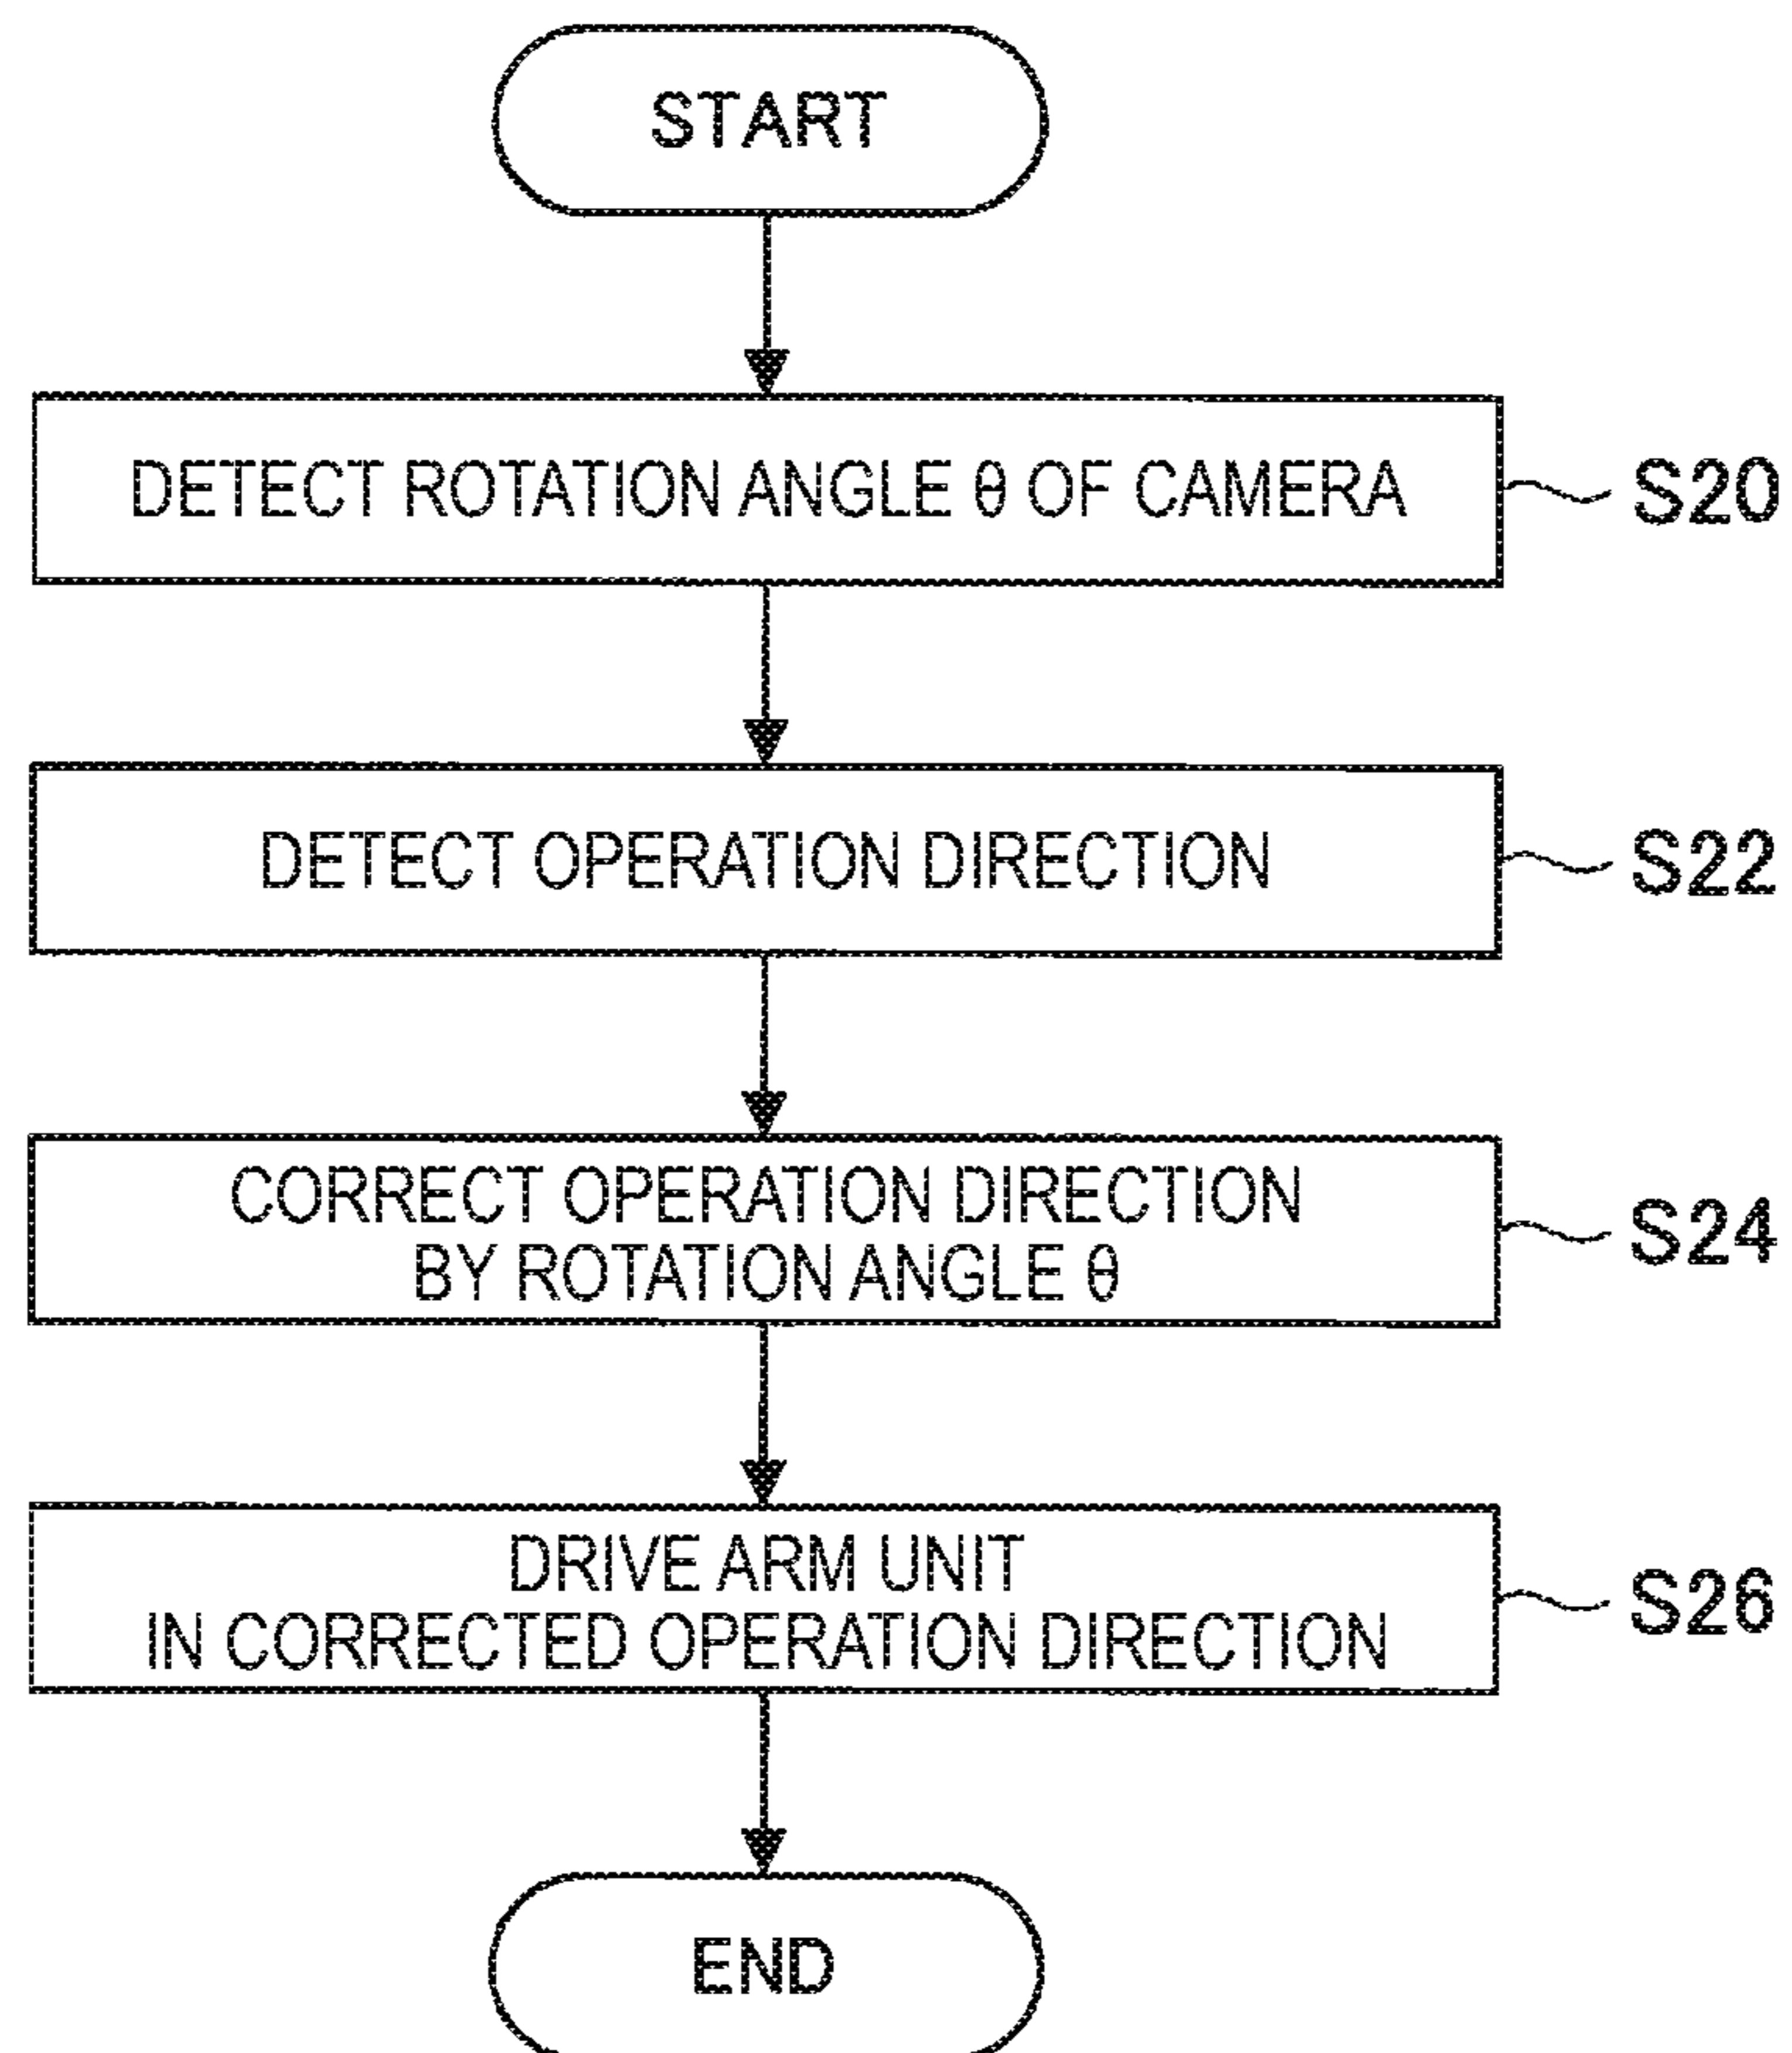 START
DETECT ROTATION ANGLE θ OF CAMERA
S20
DETECT OPERATION DIRECTION
S22
CORRECT OPERATION DIRECTION
BY ROTATION ANGLE θ
S24
DRIVE ARM UNIT
IN CORRECTED OPERATION DIRECTION
S26
END